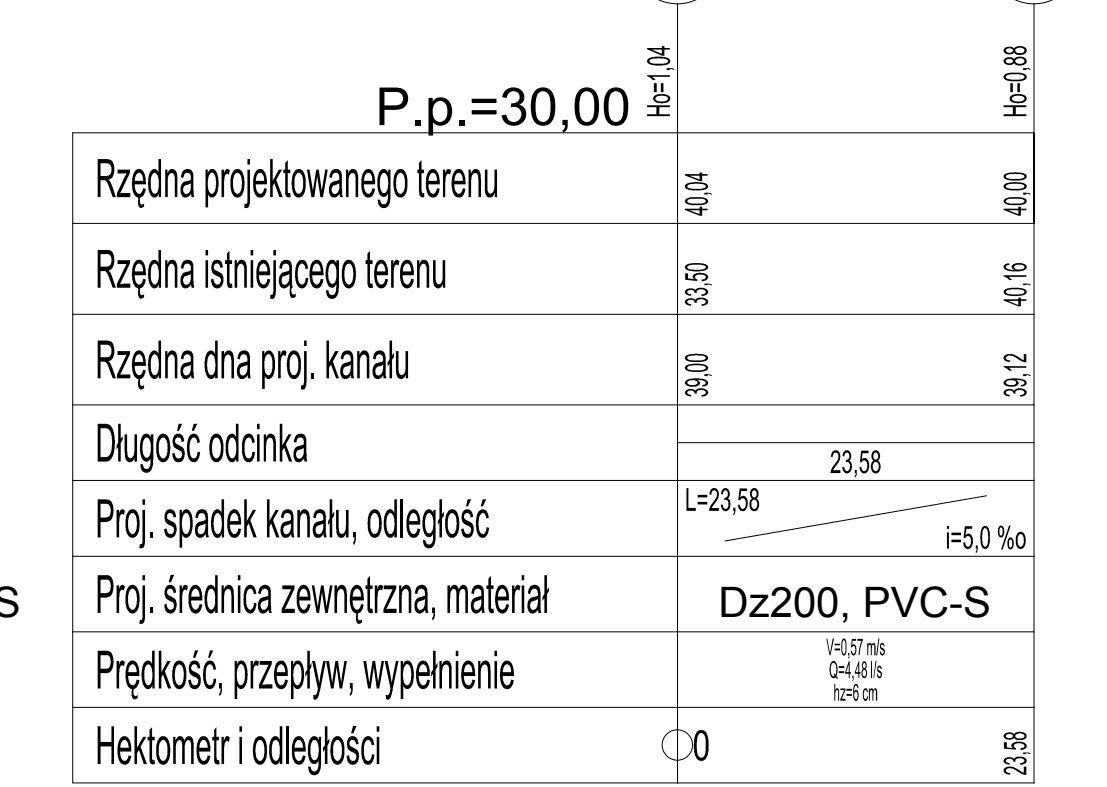 Ho=1,04
Ho=0,88
P.p.=30,00
Rzędna projektowanego terenu
40,04
40,00
Rzędna istniejącego terenu
33,50
40,16
Rzędna dna proj. kanału
39,00
39,12
Długość odcinka
23,58
Proj. spadek kanału, odległość
L=23,58
i=5,0 %o
S
Proj. średnica zewnętrzna, materiał
Dz200, PVC-S
Prędkość, przepływ, wypełnienie
V=0,57 m/s
Q=4,48 l/s
hz=6 cm
Hektometr i odległości
0
23,58